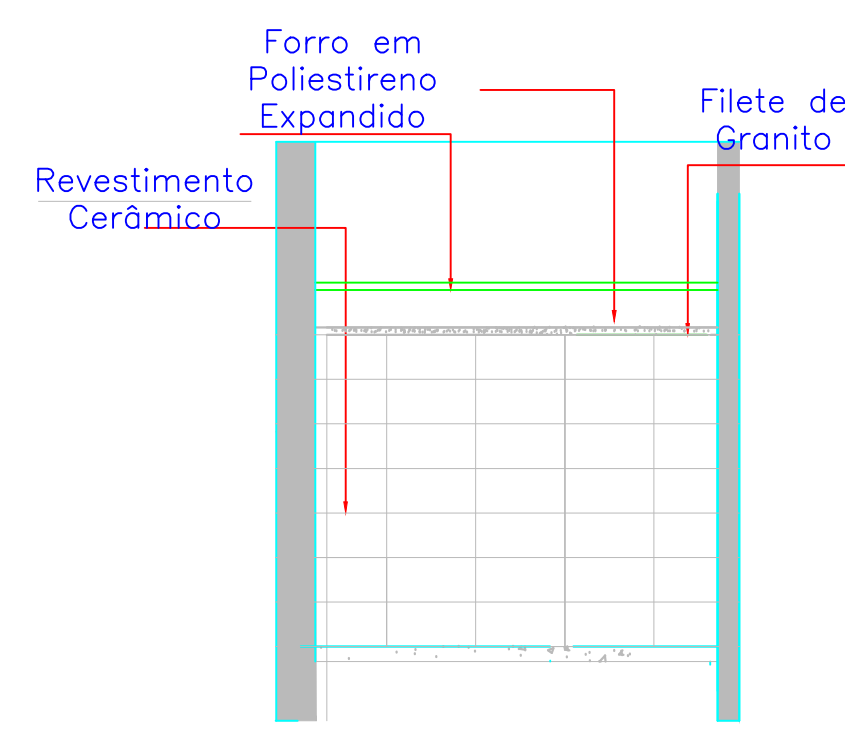 Forro em
Poliestireno
Expandido
Filete de
Granito
Revestimento
Cerâmico